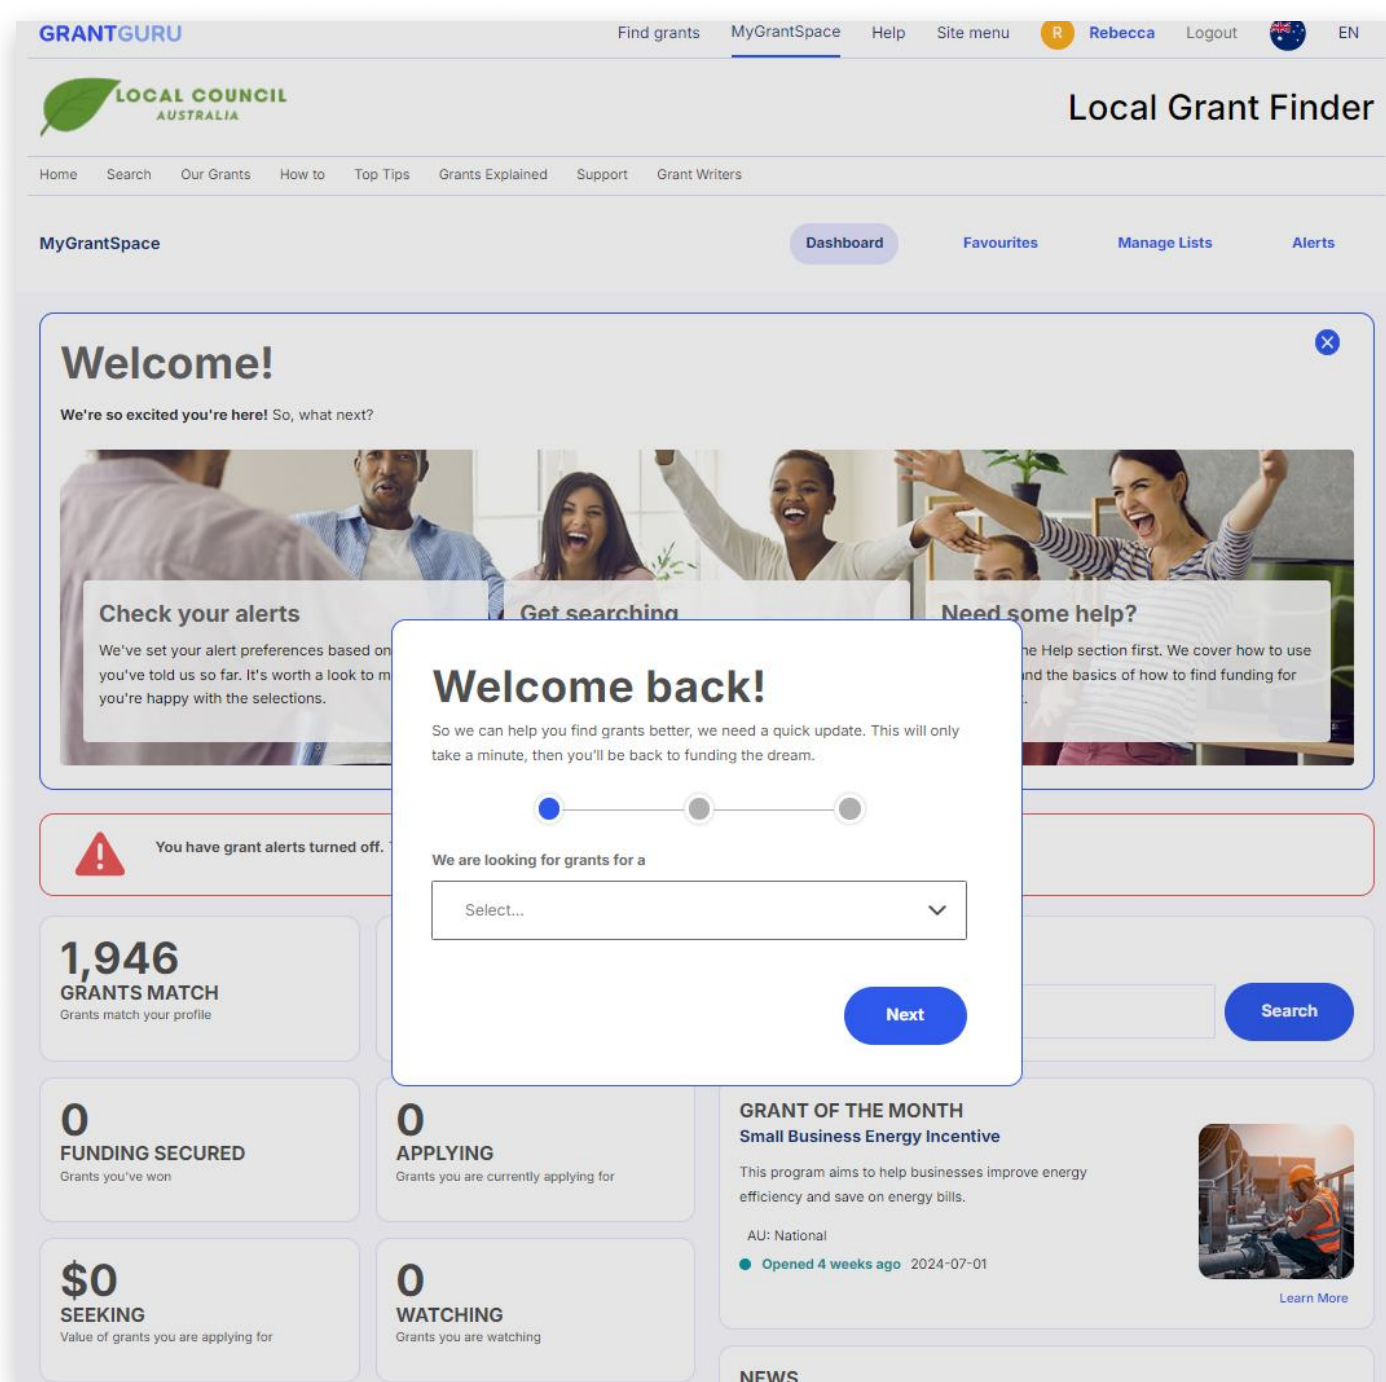 GRANTGURU
Find grants
MyGrantSpace
Help
Site menu
R
Rebecca
Logout
EN
LOCAL COUNCIL
AUSTRALIA
Local Grant Finder
Home
Search
Our Grants
How to
Top Tips
Grants Explained
Support
Grant Writers
MyGrantSpace
Dashboard
Favourites
Manage Lists
Alerts
Welcome!
We're so excited you're here! So, what next?
Check your alerts
We've set your alert preferences based on
you've told us so far. It's worth a look to m
you're happy with the selections.
Get searching
Need some help?
he Help section first. We cover how to use
and the basics of how to find funding for
Welcome back!
So we can help you find grants better, we need a quick update. This will only
take a minute, then you'll be back to funding the dream.
We are looking for grants for a
Select...
Next
You have grant alerts turned off.
1,946
GRANTS MATCH
Grants match your profile
Search
0
FUNDING SECURED
Grants you've won
0
APPLYING
Grants you are currently applying for
$0
SEEKING
Value of grants you are applying for
0
WATCHING
Grants you are watching
GRANT OF THE MONTH
Small Business Energy Incentive
This program aims to help businesses improve energy
efficiency and save on energy bills.
AU: National
Opened 4 weeks ago 2024-07-01
Learn More
NEWS